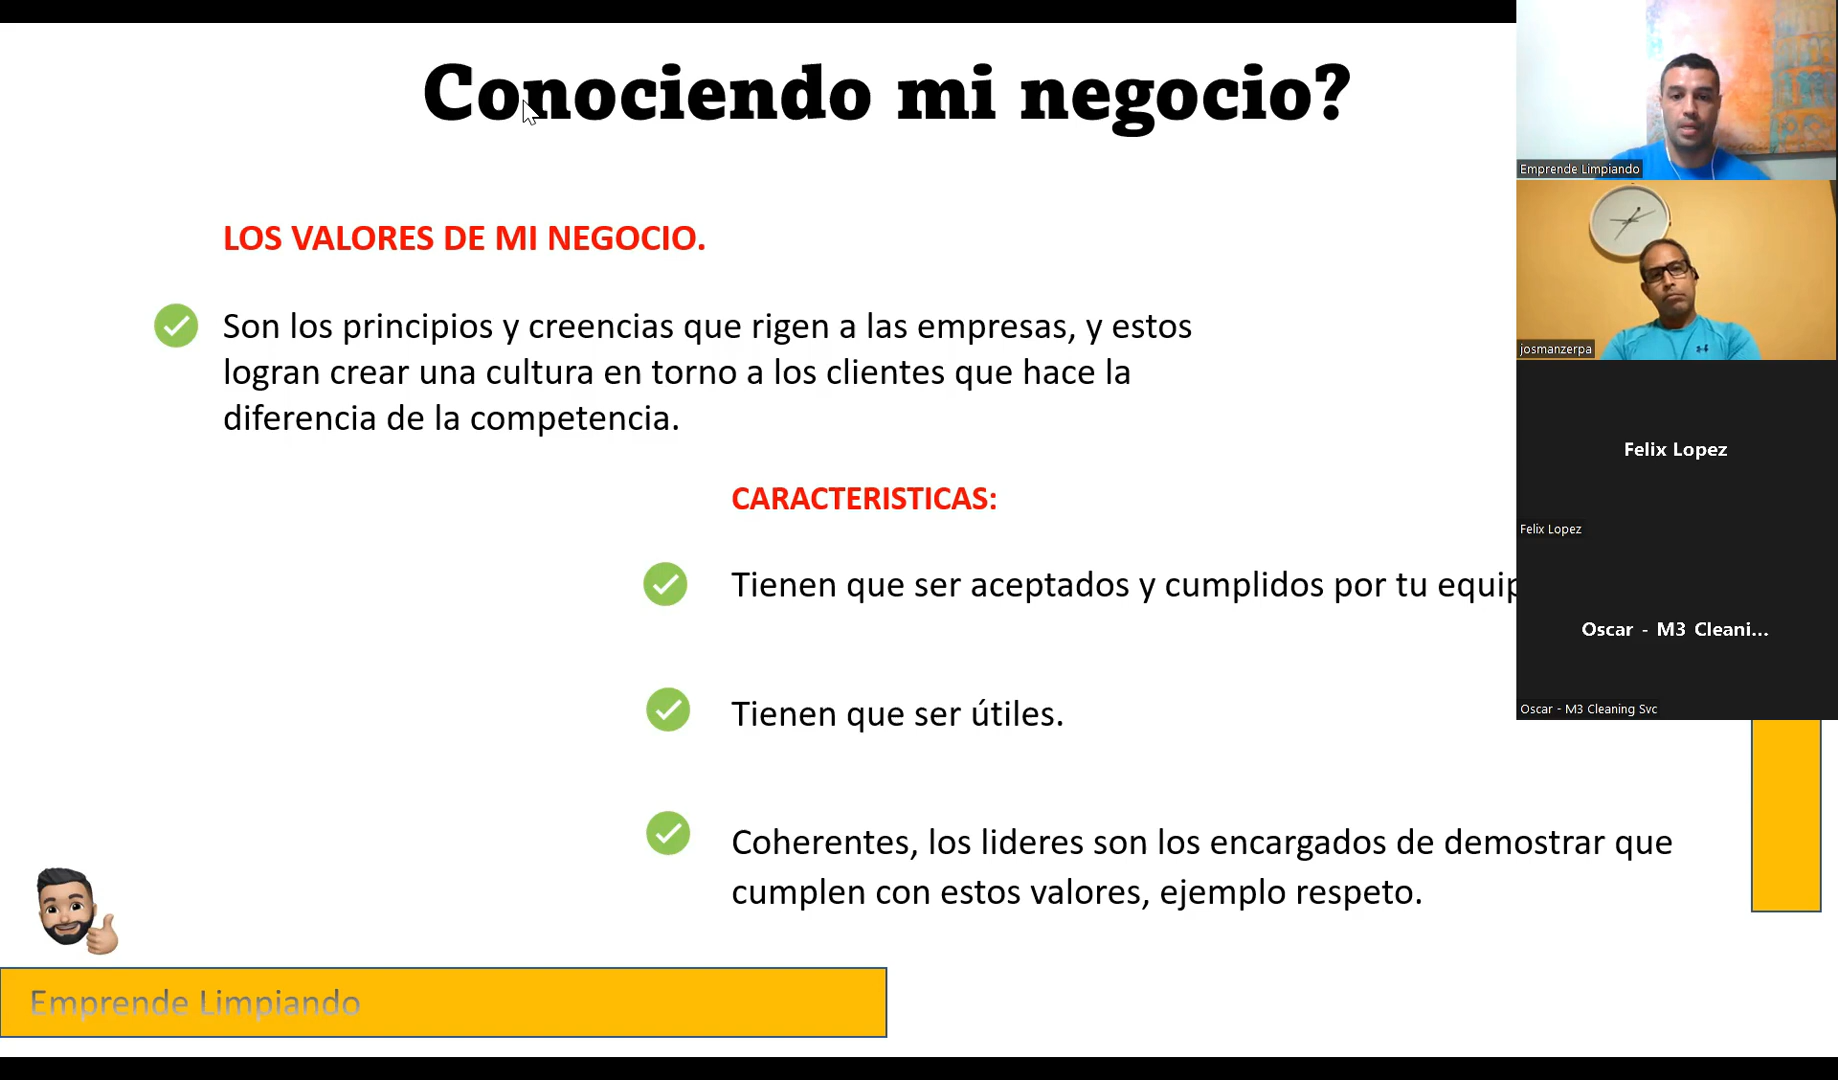 Conociendo mi negocio?
LOS VALORES DE MI NEGOCIO.
Son los principios y creencias que rigen a las empresas, y estos
logran crear una cultura en torno a los clientes que hace la
diferencia de la competencia.
CARACTERISTICAS:
Tienen que ser aceptados y cumplidos por tu equip
Tienen que ser útiles.
Coherentes, los lideres son los encargados de demostrar que
cumplen con estos valores, ejemplo respeto.
Emprende Limpiando
Emprende Limpiando
josmanzerpa
Felix Lopez
Felix Lopez
Oscar - M3 Cleani...
Oscar - M3 Cleaning Svc